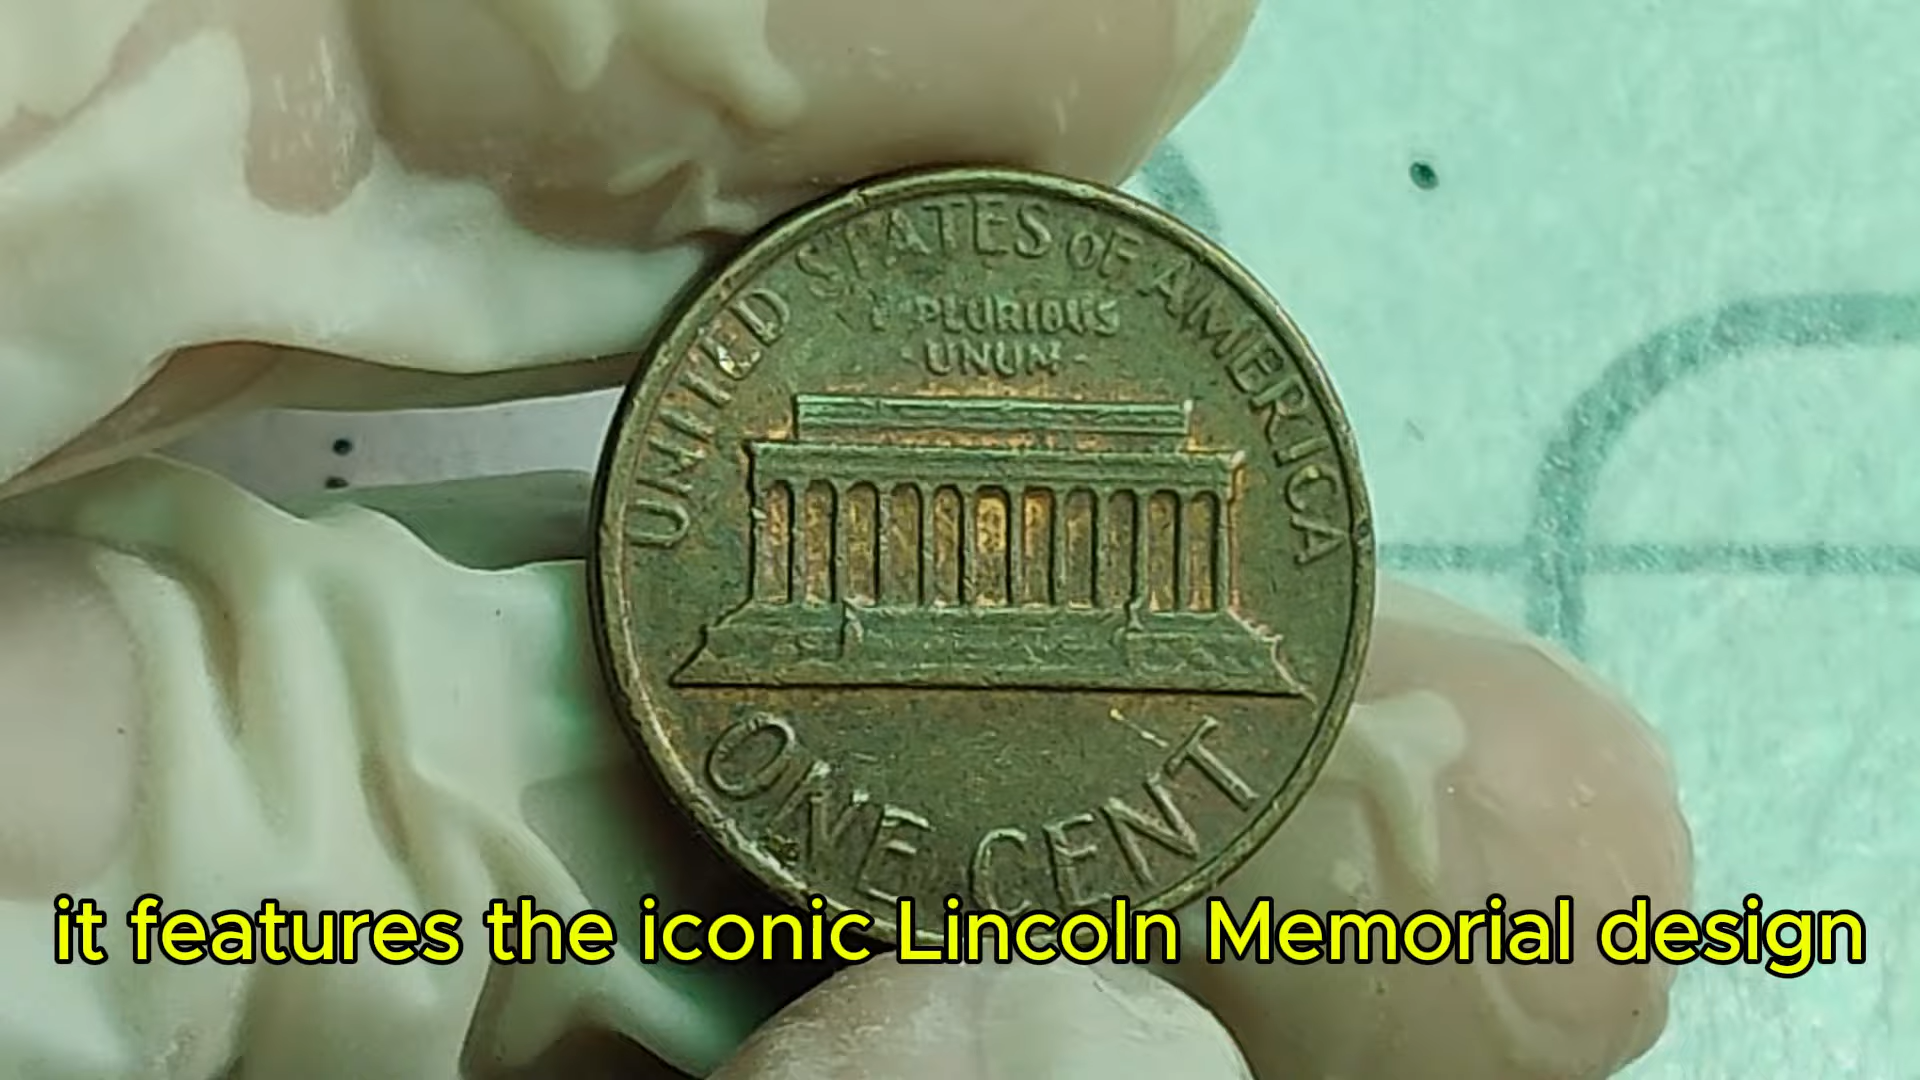 UNITED STATES OF AMERICA
E PLURIBUS
·UNUM·
ONE CENT
it features the iconic Lincoln Memorial design